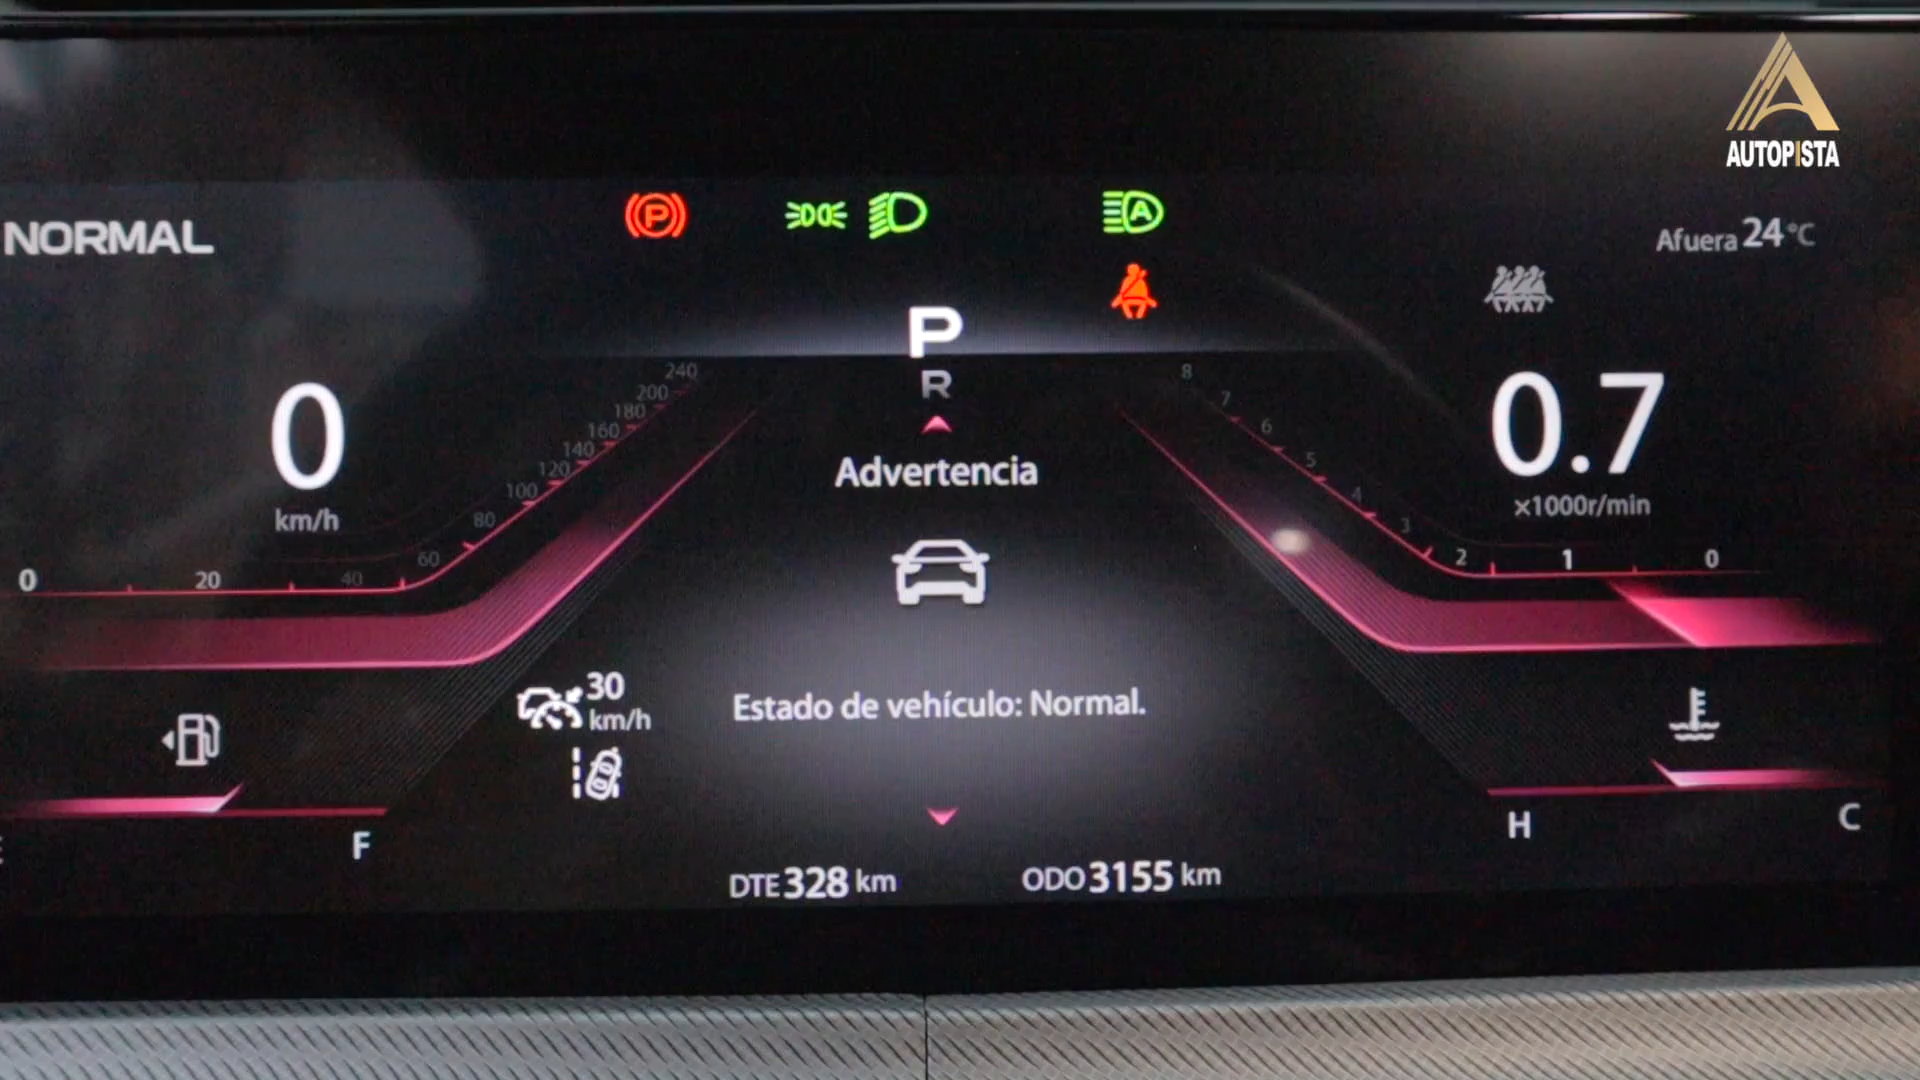 AUTOPISTA
NORMAL
P
A
Afuera 24 °C
P
R
240
200
180
160
140
120
100
80
60
40
20
0
0
km/h
Advertencia
8
7
6
5
4
3
2
1
0
0.7
x1000r/min
30
km/h
Estado de vehículo: Normal.
E
F
H
C
DTE 328 km
ODO 3155 km